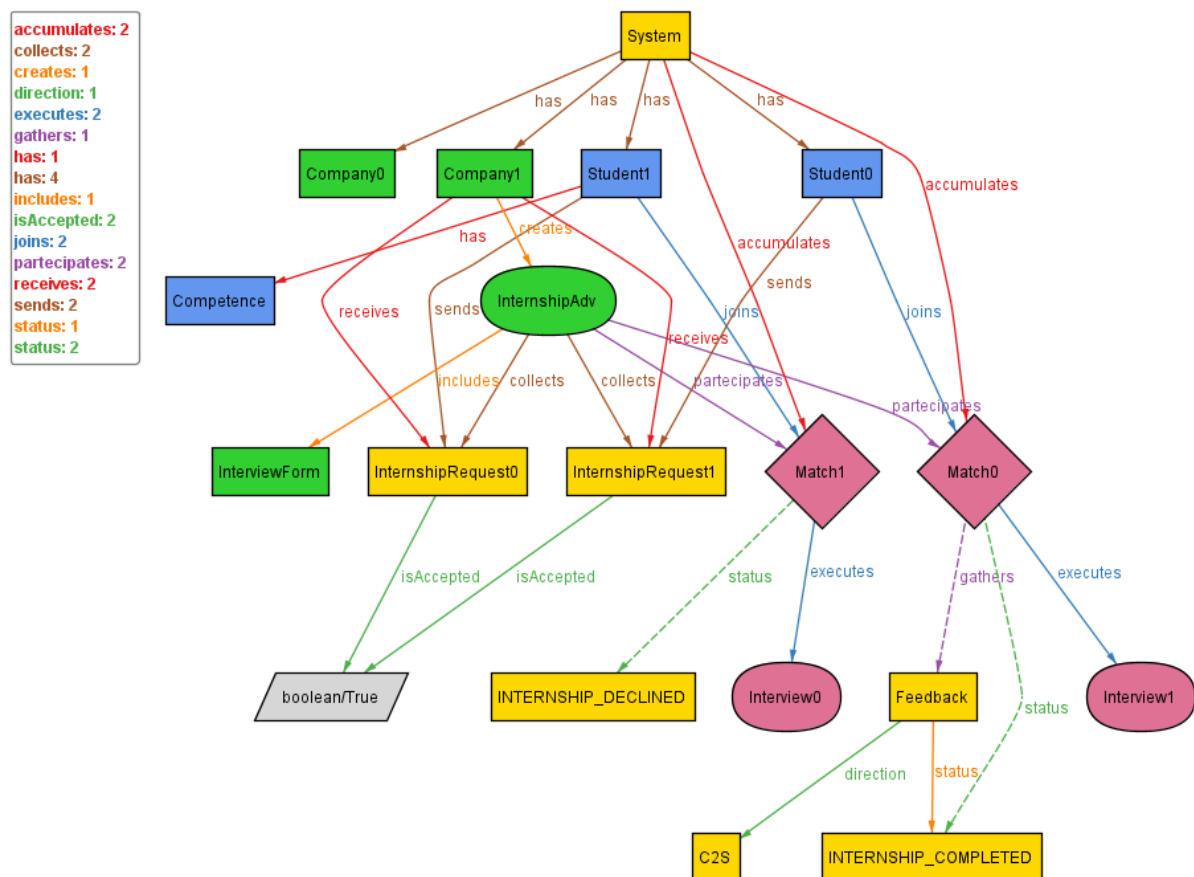 accumulates: 2
collects: 2
creates: 1
direction: 1
executes: 2
gathers: 1
has: 1
has: 4
includes: 1
isAccepted: 2
joins: 2
partecipates: 2
receives: 2
sends: 2
status: 1
status: 2
System
has
has
has
has
Company0
Company1
Student1
Student0
accumulates
has
creates
accumulates
Competence
InternshipAdv
sends
receives
sends
joins
joins
receives
includes
collects
collects
partecipates
partecipates
InterviewForm
InternshipRequest0
InternshipRequest1
Match1
Match0
isAccepted
isAccepted
status
executes
gathers
executes
boolean/True
INTERNSHIP_DECLINED
Interview0
Feedback
Interview1
status
direction
status
C2S
INTERNSHIP_COMPLETED